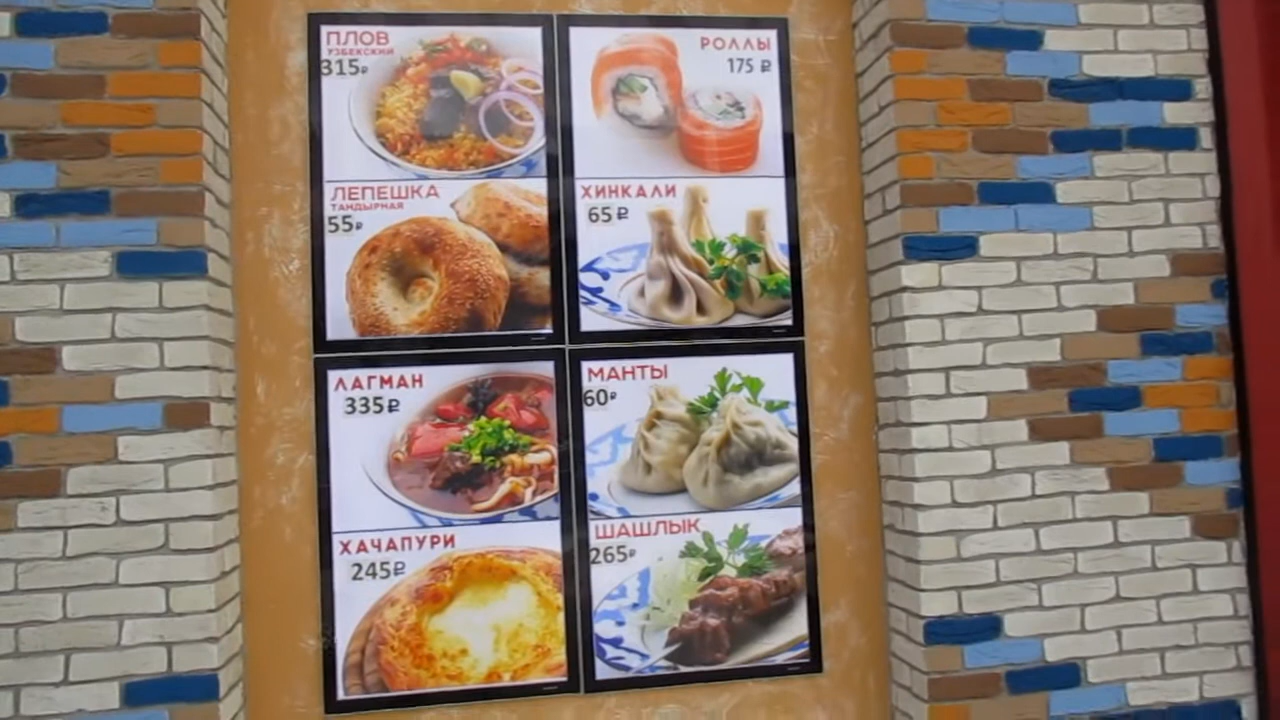 ПЛОВ
УЗБЕКСКИЙ
315₽
ЛЕПЕШКА
ТАНДЫРНАЯ
55₽
РОЛЛЫ
175 ₽
ХИНКАЛИ
65 ₽
ЛАГМАН
335₽
ХАЧАПУРИ
245₽
МАНТЫ
60₽
ШАШЛЫК
265₽